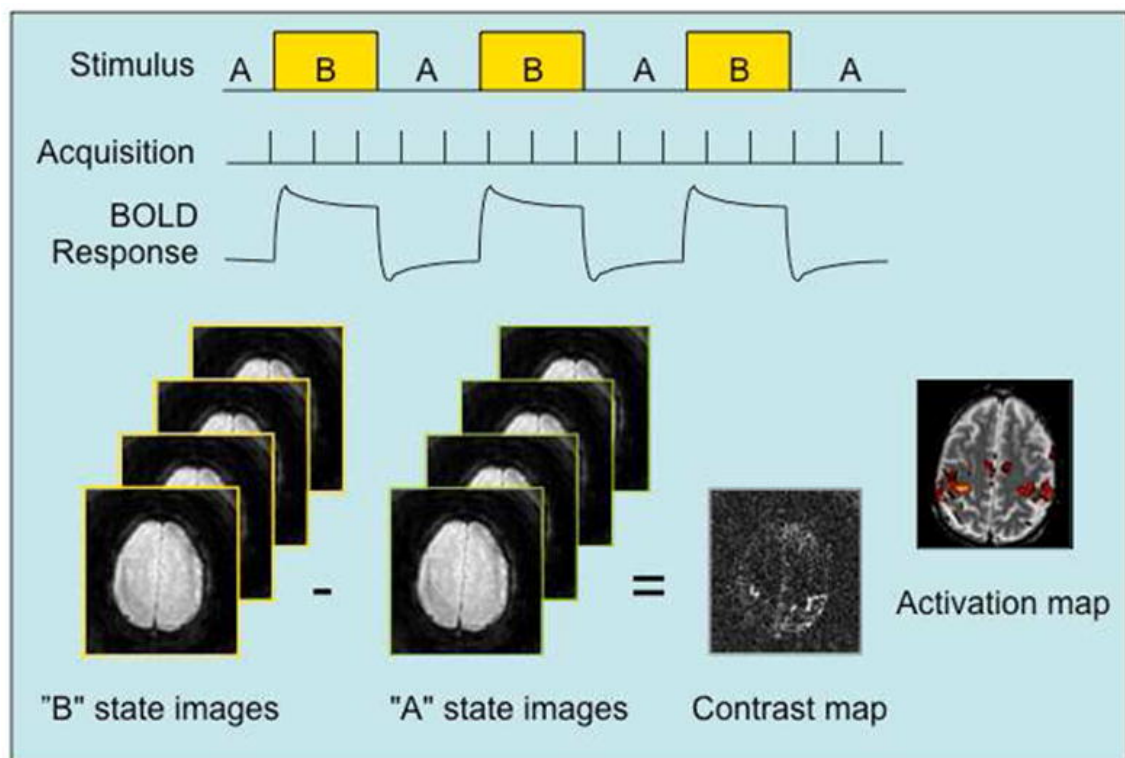 Stimulus
A B A B A B A
Acquisition
BOLD
Response
-
=
Activation map
”B" state images
"A" state images
Contrast map